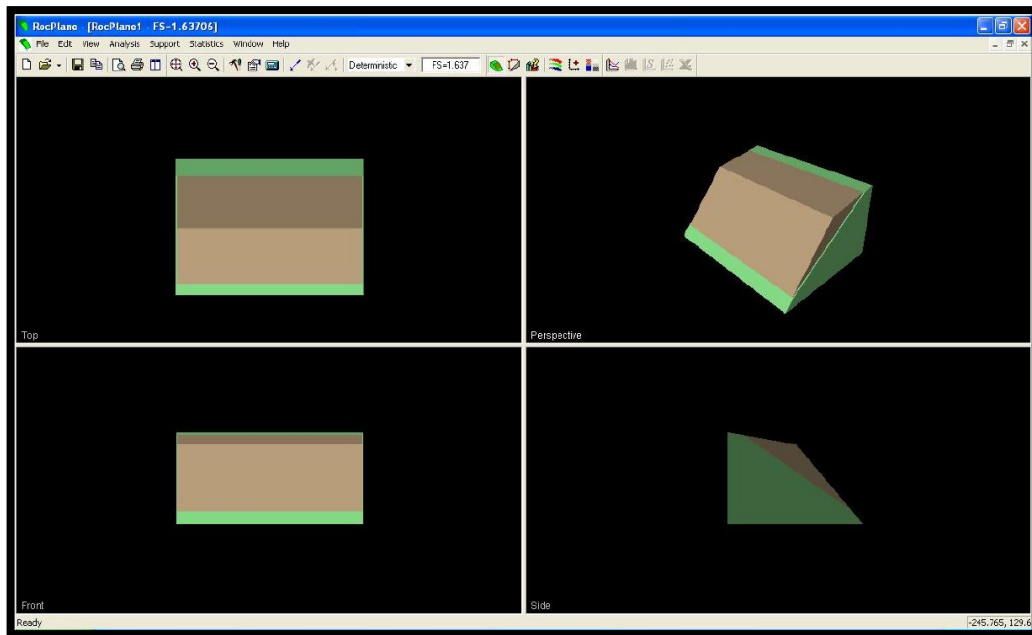 RocPlane - [RocPlane1 - FS=1.63706]
File Edit View Analysis Support Statistics Window Help
Deterministic FS=1.637
Top
Perspective
Front
Side
Ready
-245.765, 129.6